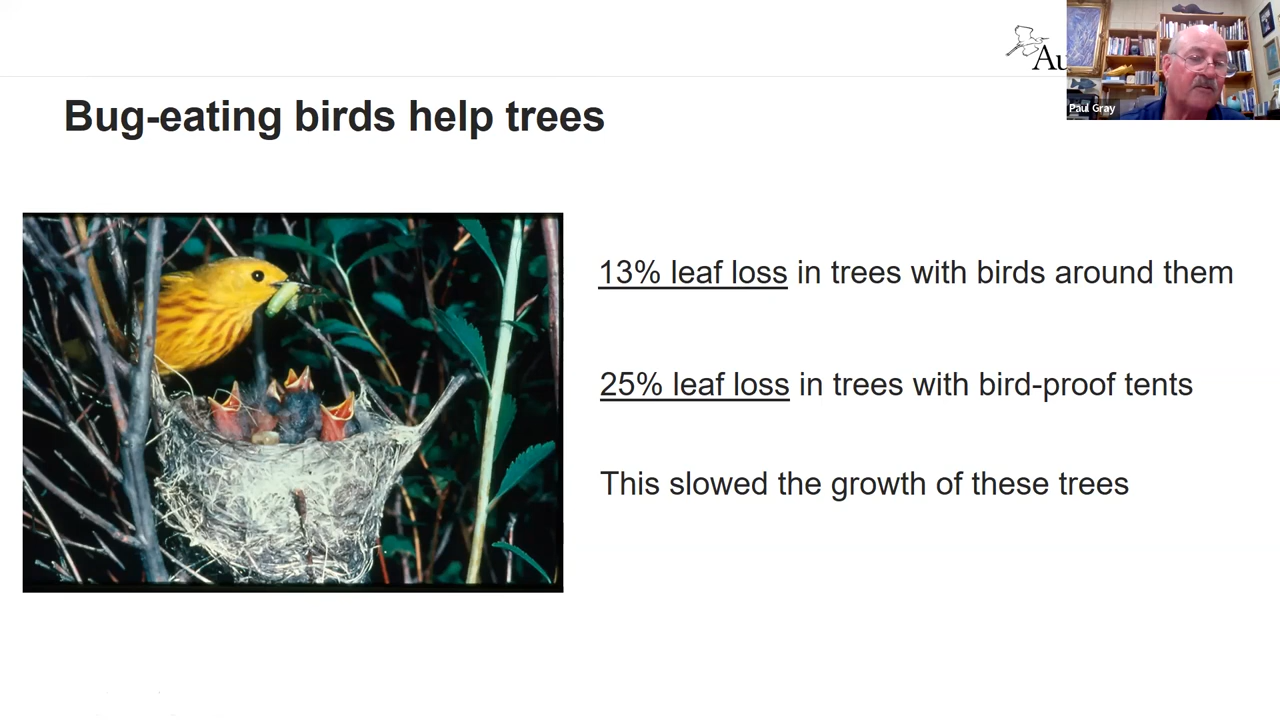 Au
Paul Gray
Bug-eating birds help trees
13% leaf loss in trees with birds around them
25% leaf loss in trees with bird-proof tents
This slowed the growth of these trees